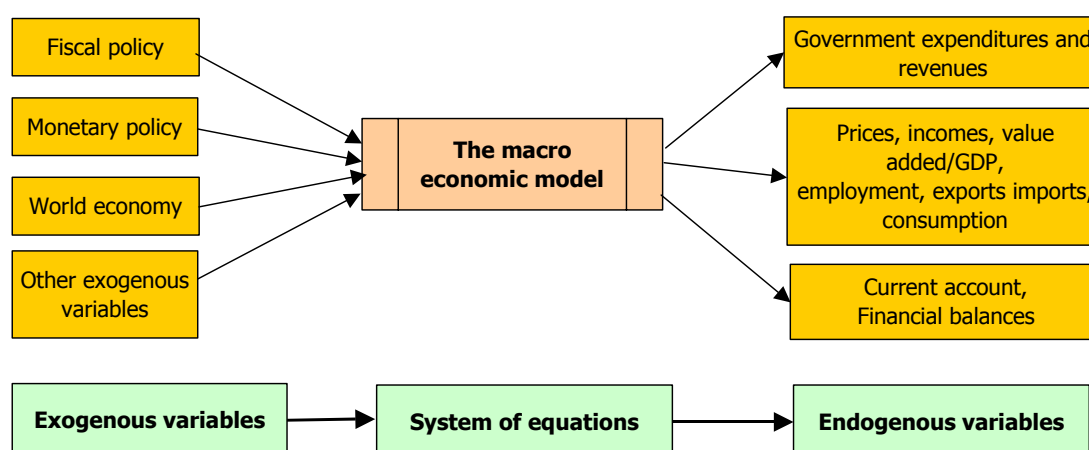 Fiscal policy
Monetary policy
World economy
Other exogenous
variables
The macro
economic model
Government expenditures and
revenues
Prices, incomes, value
added/GDP,
employment, exports imports,
consumption
Current account,
Financial balances
Exogenous variables
System of equations
Endogenous variables